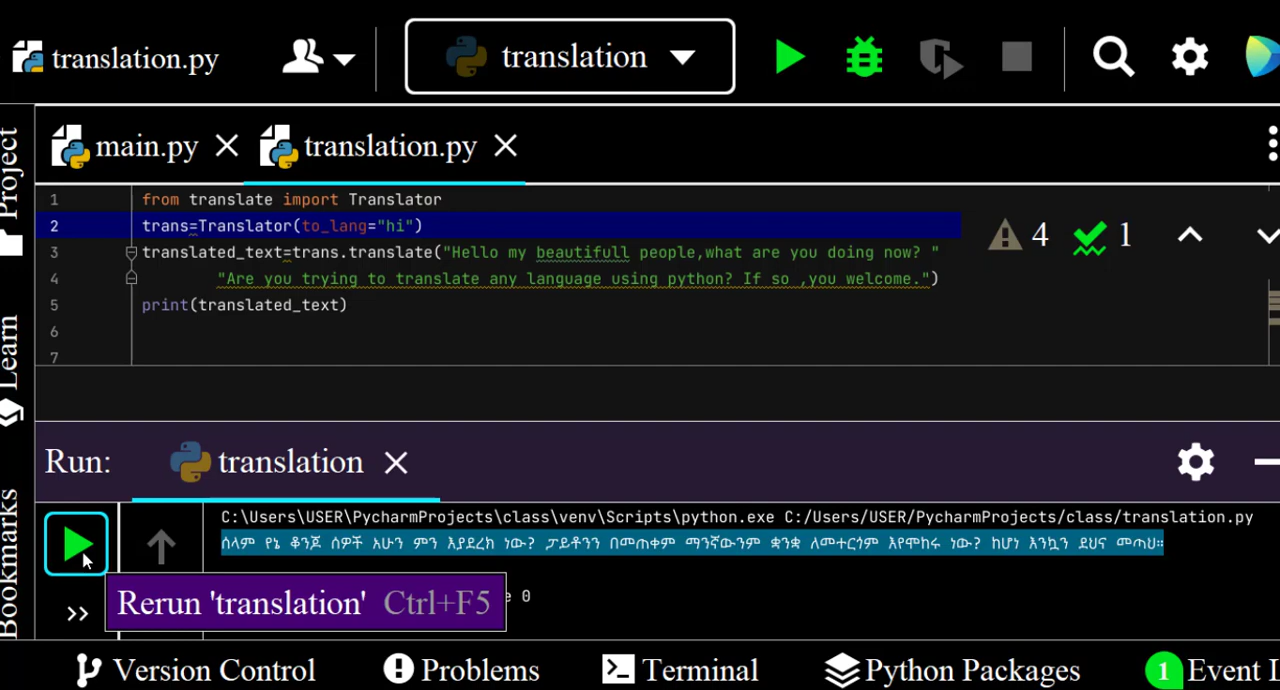 translation.py
translation
main.py
translation.py
Project
Learn
Bookmarks
1 from translate import Translator
2 trans=Translator(to_lang="hi")
3 translated_text=trans.translate("Hello my beautifull people,what are you doing now? "
4 "Are you trying to translate any language using python? If so ,you welcome.")
5 print(translated_text)
6
7
4 1
Run: translation
C:\Users\USER\PycharmProjects\class\venv\Scripts\python.exe C:/Users/USER/PycharmProjects/class/translation.py
ሰላም የኔ ቆንጆ ሰዎች አሁን ምን እያደረክ ነው? ፓይቶንን በመጠቀም ማንኛውንም ቋንቋ ለመተርጎም እየሞከሩ ነው? ከሆነ እንኳን ደህና መጣህ።
e 0
Rerun 'translation' Ctrl+F5
Version Control
Problems
Terminal
Python Packages
1 Event L